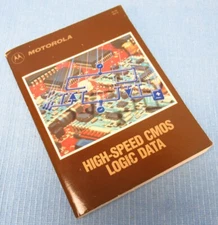 MOTOROLA
HIGH-SPEED CMOS
LOGIC DATA